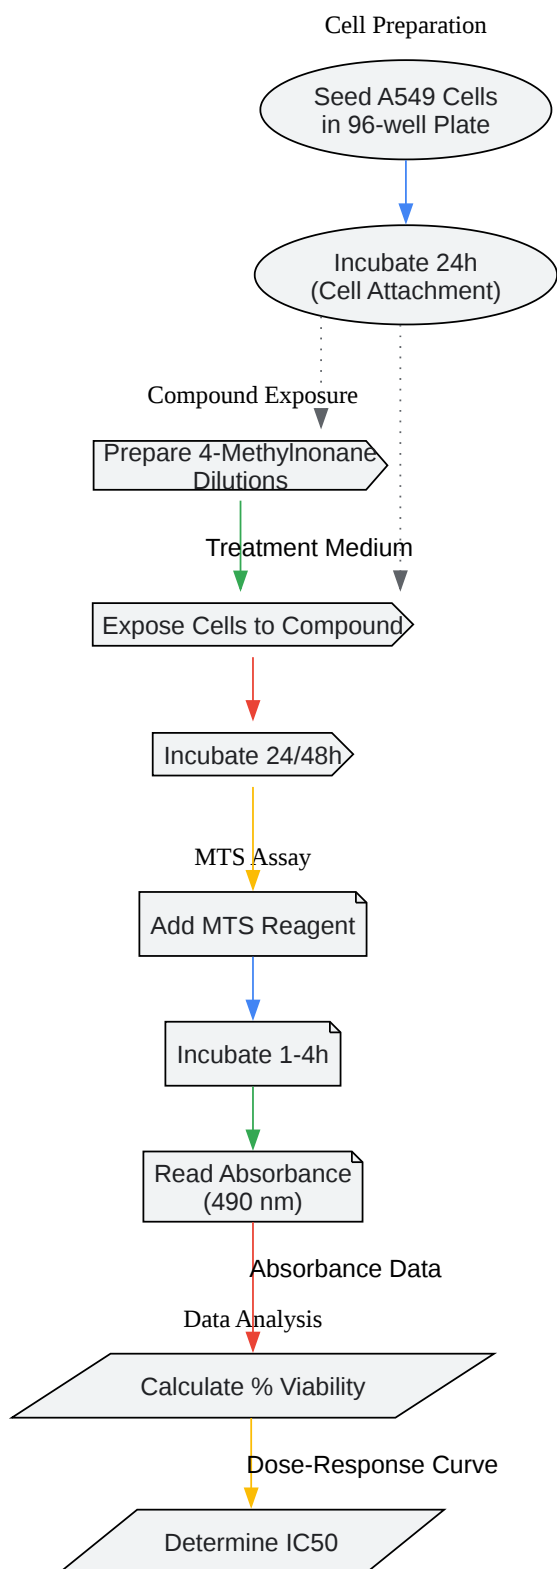 Cell Preparation
Seed A549 Cells
in 96-well Plate
Incubate 24h
(Cell Attachment)
Compound Exposure
Prepare 4-Methylnonane
Dilutions
Treatment Medium
Expose Cells to Compound
Incubate 24/48h
MTS Assay
Add MTS Reagent
Incubate 1-4h
Read Absorbance
(490 nm)
Absorbance Data
Data Analysis
Calculate % Viability
Dose-Response Curve
Determine IC50